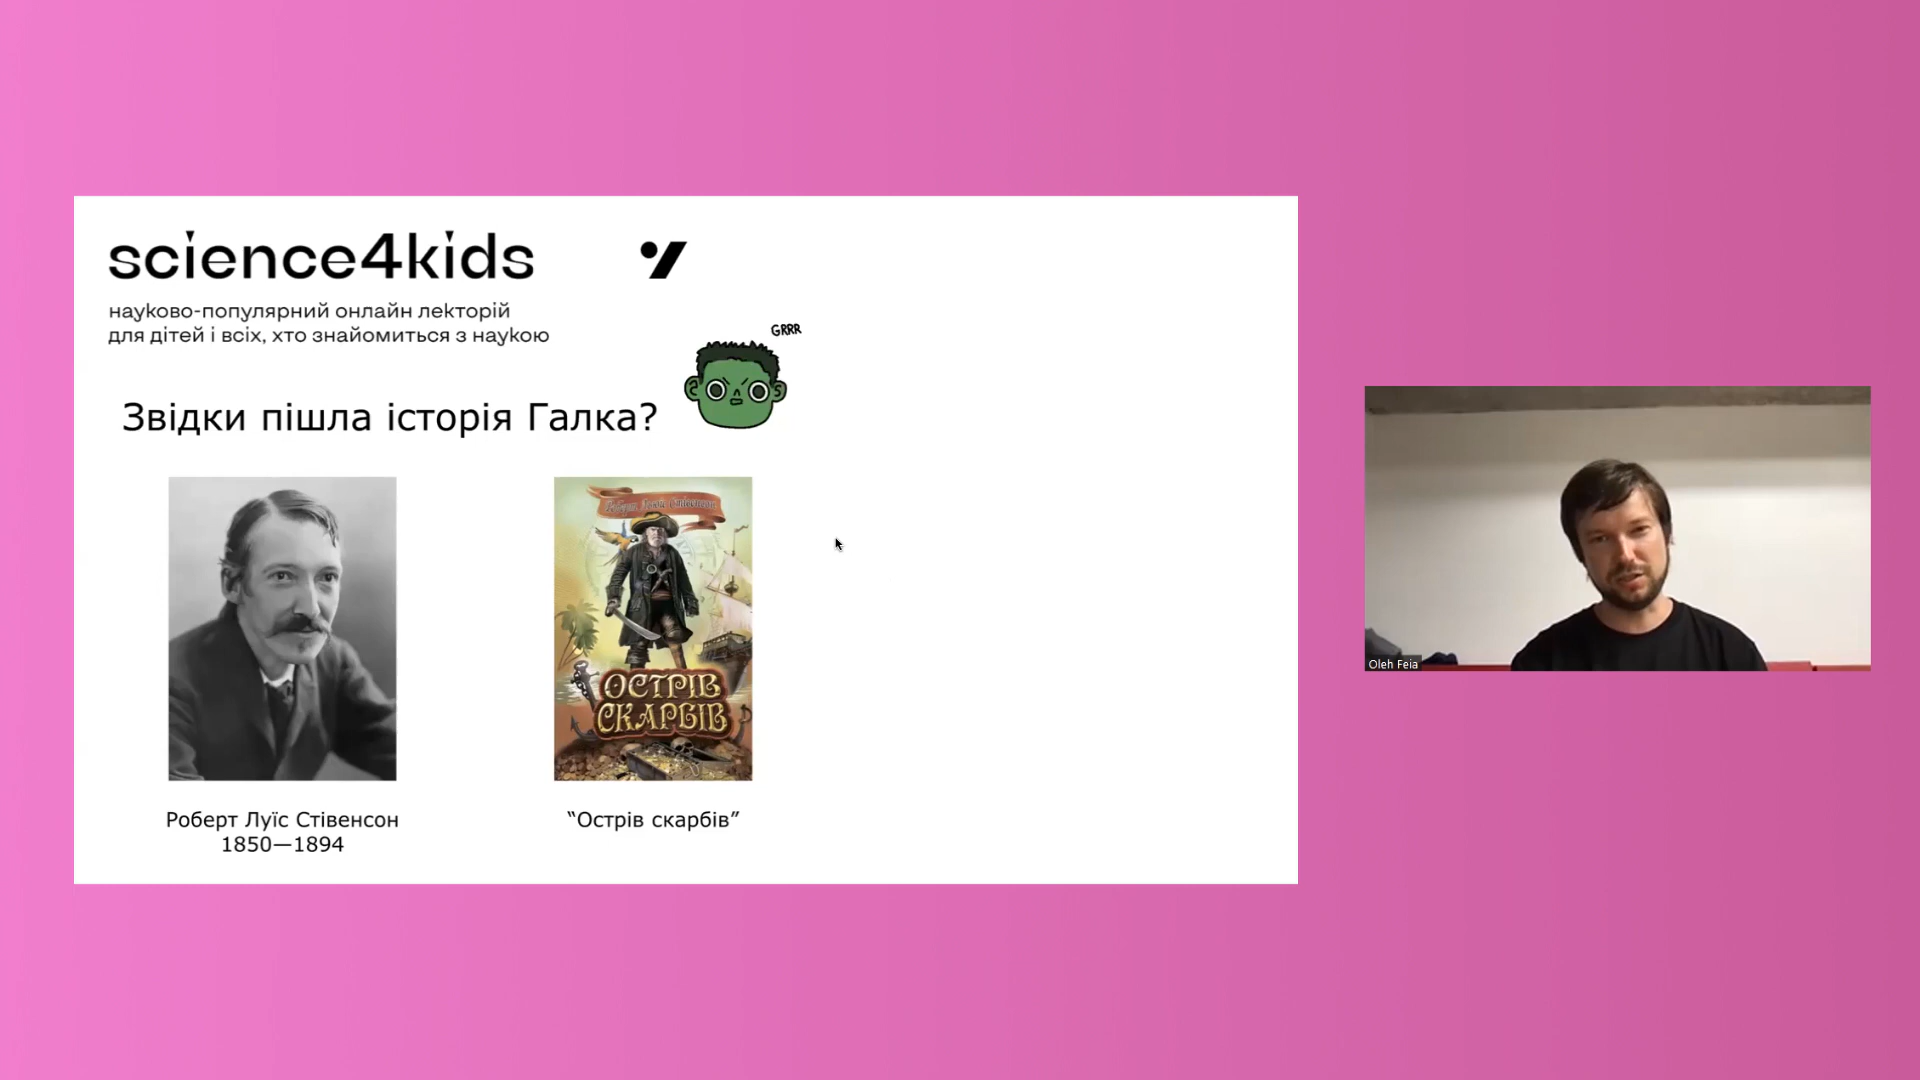 science4kids
науково-популярний онлайн лекторій
для дітей і всіх, хто знайомиться з наукою
GRRR
Звідки пішла історія Галка?
ОСТРІВ
СКАРБІВ
Роберт Луїс Стівенсон
1850—1894
“Острів скарбів”
Oleh Feia